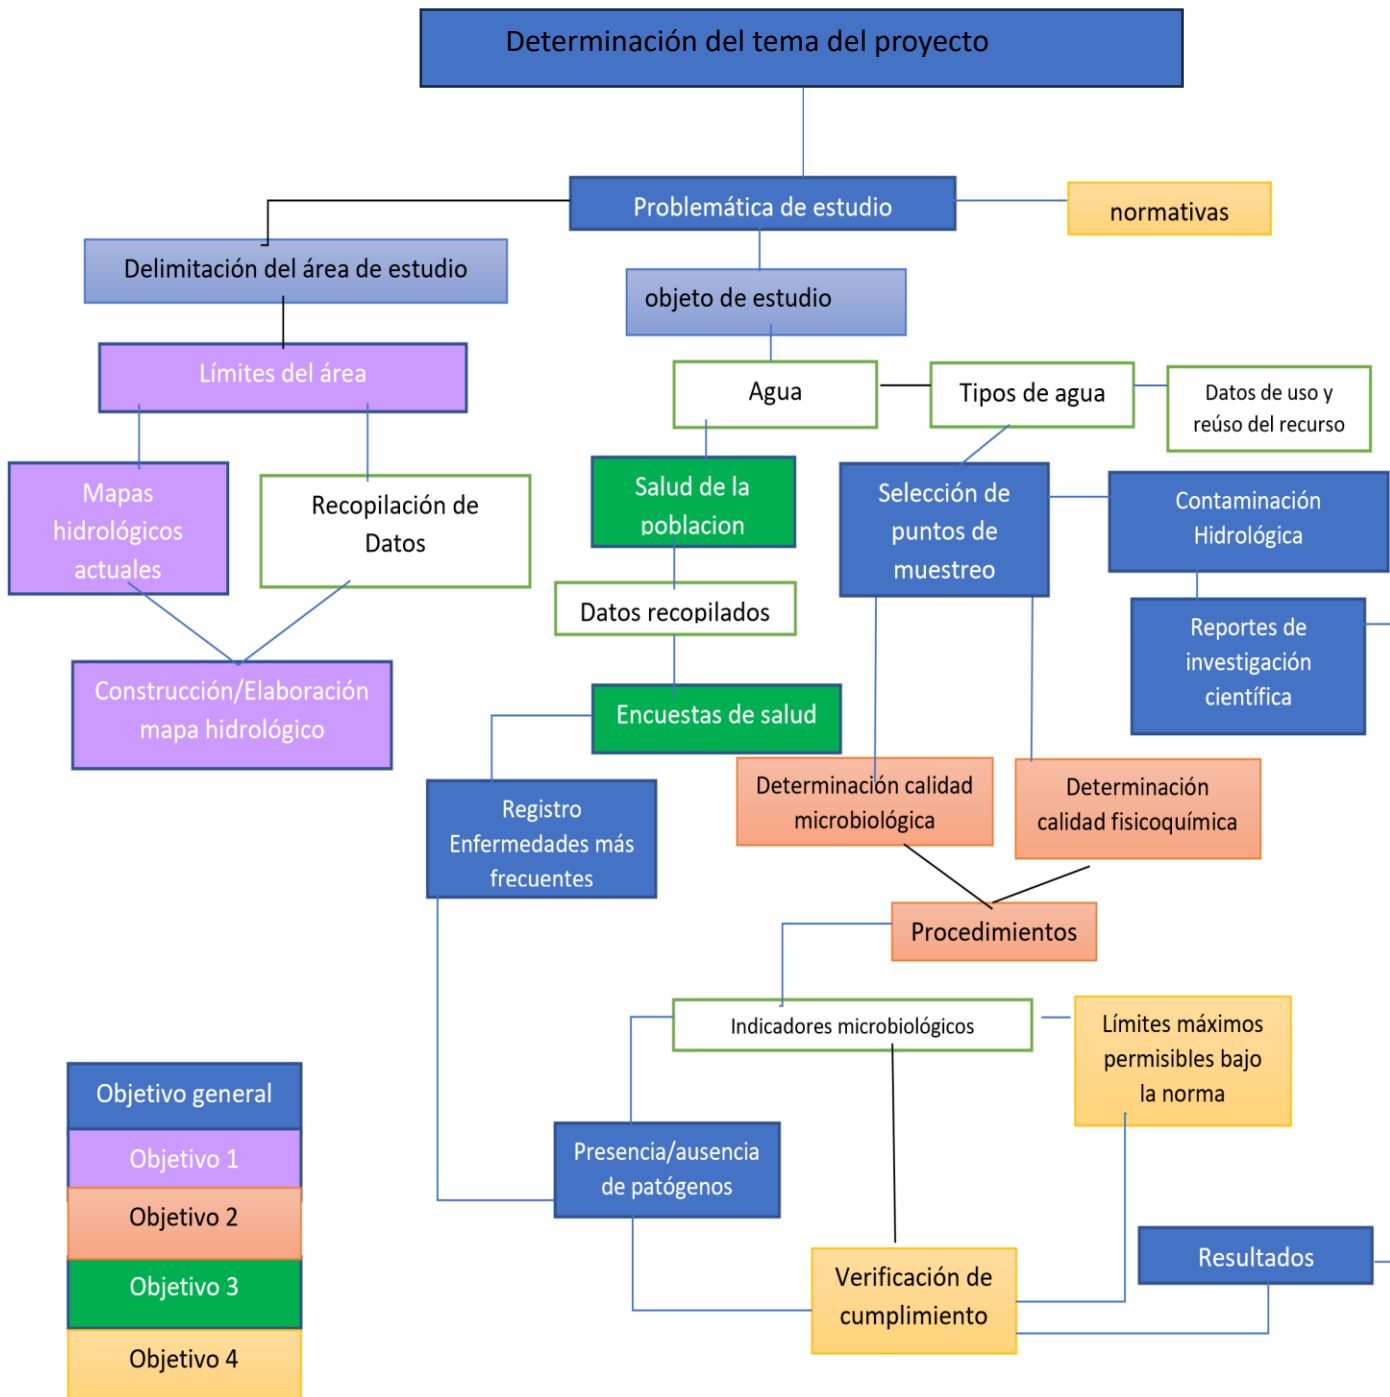 Determinación del tema del proyecto
Problemática de estudio
normativas
Delimitación del área de estudio
objeto de estudio
Límites del área
Agua
Tipos de agua
Datos de uso y
reúso del recurso
Mapas
hidrológicos
actuales
Recopilación de
Datos
Salud de la
poblacion
Selección de
puntos de
muestreo
Contaminación
Hidrológica
Datos recopilados
Reportes de
investigación
científica
Construcción/Elaboración
mapa hidrológico
Encuestas de salud
Registro
Enfermedades más
frecuentes
Determinación calidad
microbiológica
Determinación
calidad fisicoquímica
Procedimientos
Indicadores microbiológicos
Límites máximos
permisibles bajo
la norma
Presencia/ausencia
de patógenos
Verificación de
cumplimiento
Resultados
Objetivo general
Objetivo 1
Objetivo 2
Objetivo 3
Objetivo 4